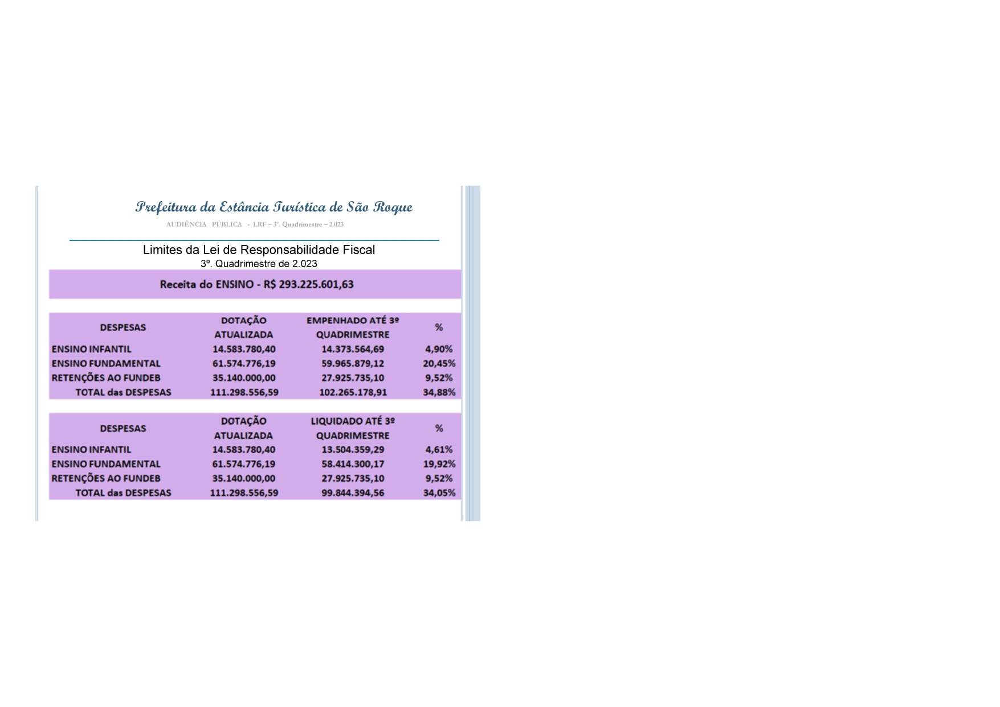 Prefeitura da Estância Turística de São Roque
AUDIÊNCIA PÚBLICA - LRF – 3º. Quadrimestre – 2.023
Limites da Lei de Responsabilidade Fiscal
3º. Quadrimestre de 2.023
Receita do ENSINO - R$ 293.225.601,63
DESPESAS DOTAÇÃO ATUALIZADA EMPENHADO ATÉ 3º QUADRIMESTRE %
ENSINO INFANTIL 14.583.780,40 14.373.564,69 4,90%
ENSINO FUNDAMENTAL 61.574.776,19 59.965.879,12 20,45%
RETENÇÕES AO FUNDEB 35.140.000,00 27.925.735,10 9,52%
TOTAL das DESPESAS 111.298.556,59 102.265.178,91 34,88%
DESPESAS DOTAÇÃO ATUALIZADA LIQUIDADO ATÉ 3º QUADRIMESTRE %
ENSINO INFANTIL 14.583.780,40 13.504.359,29 4,61%
ENSINO FUNDAMENTAL 61.574.776,19 58.414.300,17 19,92%
RETENÇÕES AO FUNDEB 35.140.000,00 27.925.735,10 9,52%
TOTAL das DESPESAS 111.298.556,59 99.844.394,56 34,05%